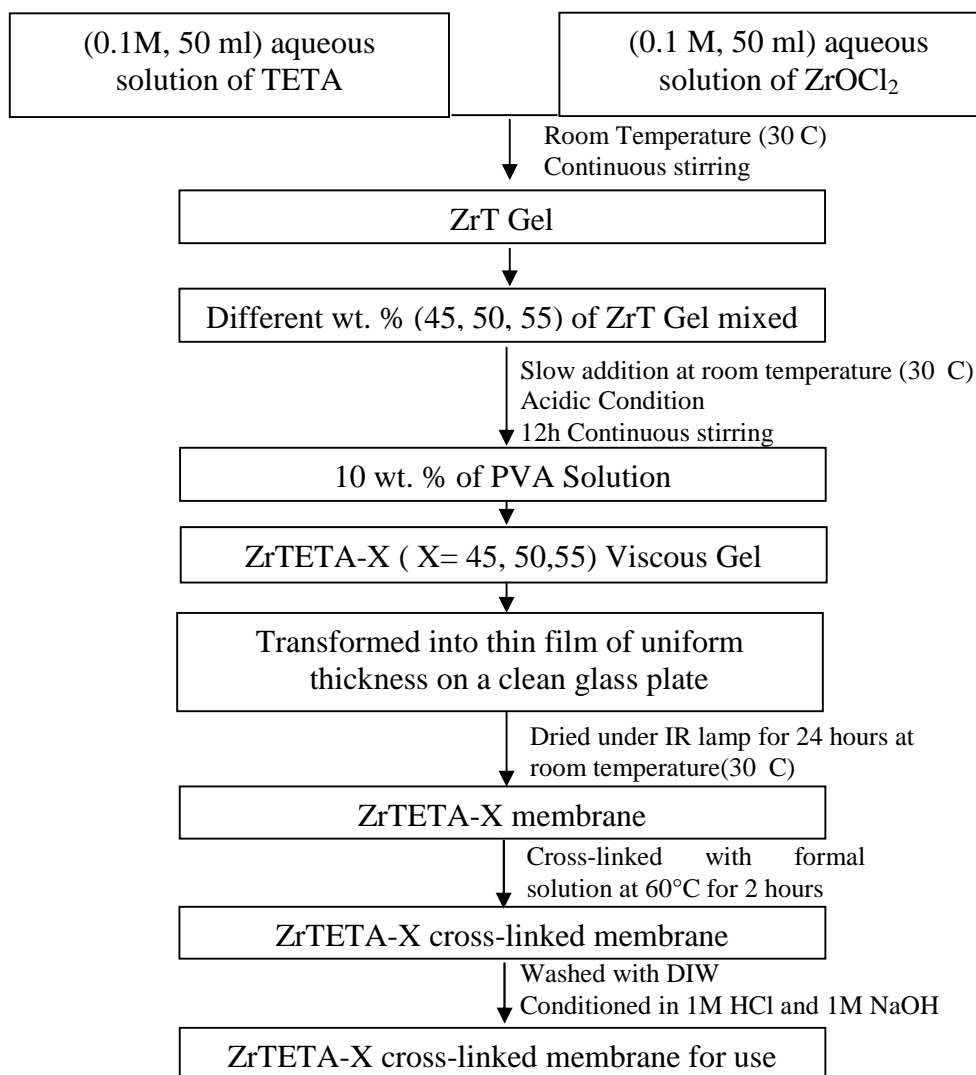 (0.1M, 50 ml) aqueous
solution of TETA
(0.1 M, 50 ml) aqueous
solution of ZrOCl₂
Room Temperature (30 C)
Continuous stirring
ZrT Gel
Different wt. % (45, 50, 55) of ZrT Gel mixed
Slow addition at room temperature (30 C)
Acidic Condition
12h Continuous stirring
10 wt. % of PVA Solution
ZrTETA-X ( X= 45, 50,55) Viscous Gel
Transformed into thin film of uniform
thickness on a clean glass plate
Dried under IR lamp for 24 hours at
room temperature(30 C)
ZrTETA-X membrane
Cross-linked with formal
solution at 60°C for 2 hours
ZrTETA-X cross-linked membrane
Washed with DIW
Conditioned in 1M HCl and 1M NaOH
ZrTETA-X cross-linked membrane for use